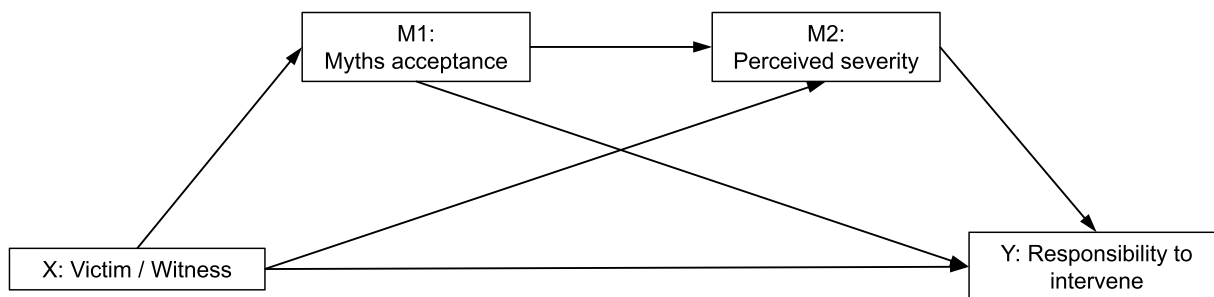 M1:
Myths acceptance
M2:
Perceived severity
X: Victim / Witness
Y: Responsibility to
intervene